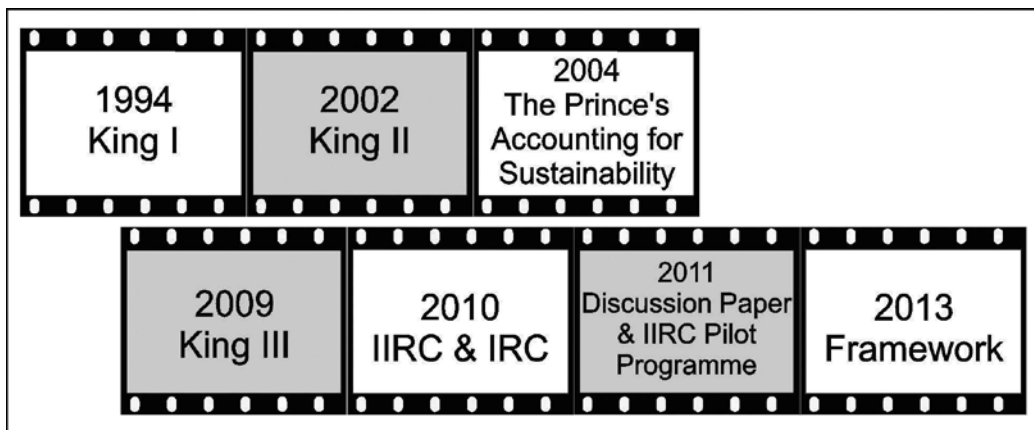 1994
King I
2002
King II
2004
The Prince's
Accounting for
Sustainability
2009
King III
2010
IIRC & IRC
2011
Discussion Paper
& IIRC Pilot
Programme
2013
Framework